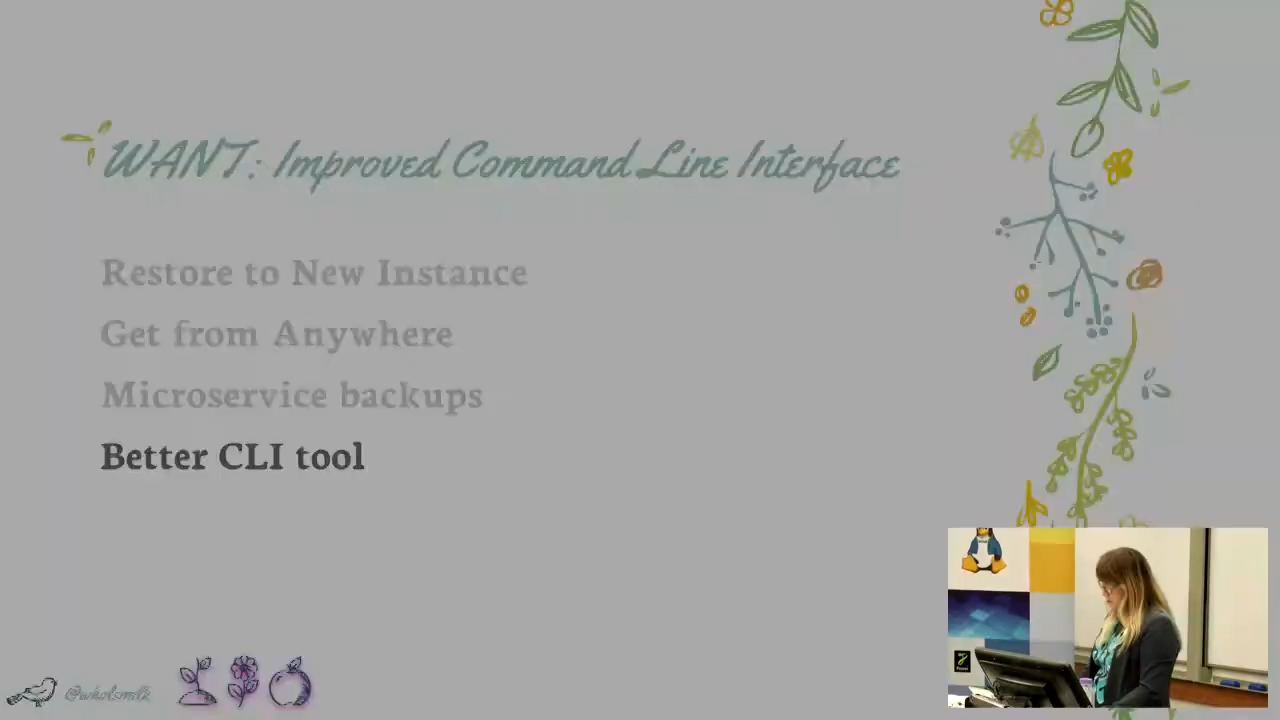 WANT: Improved Command Line Interface
Restore to New Instance
Get from Anywhere
Microservice backups
Better CLI tool